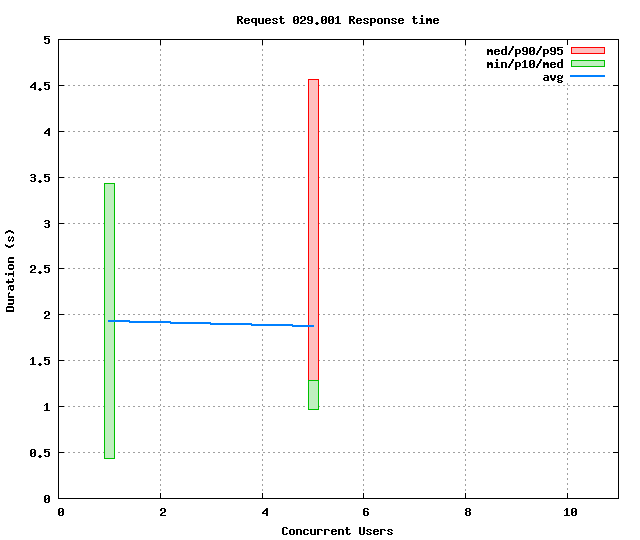 Request 029.001 Response time
med/p90/p95
min/p10/med
avg
5
4.5
4
3.5
3
2.5
2
1.5
1
0.5
0
Duration (s)
0 2 4 6 8 10
Concurrent Users